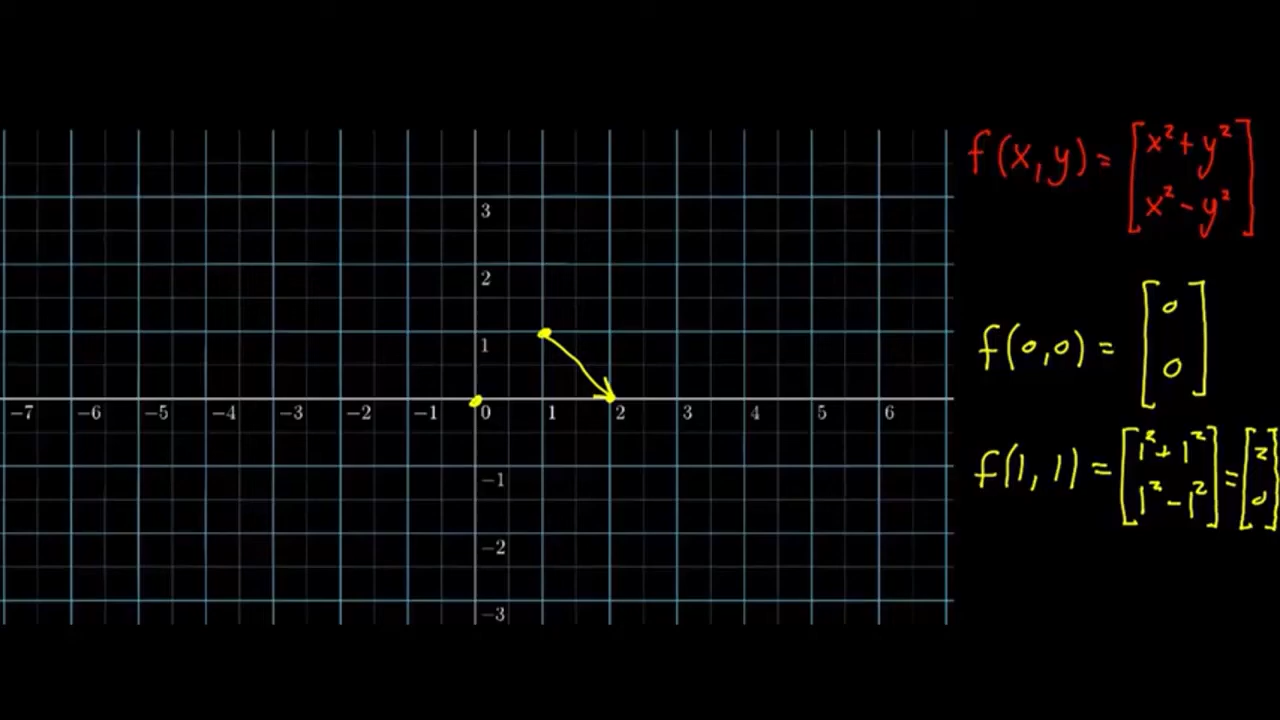 3
2
1
−7 −6 −5 −4 −3 −2 −1 0 1 2 3 4 5 6
−1
−2
−3
f(x,y) = [x²+y²
x²−y²]
f(0,0) = [0
0]
f(1,1) = [1²+1²
1²−1²] = [2
0]